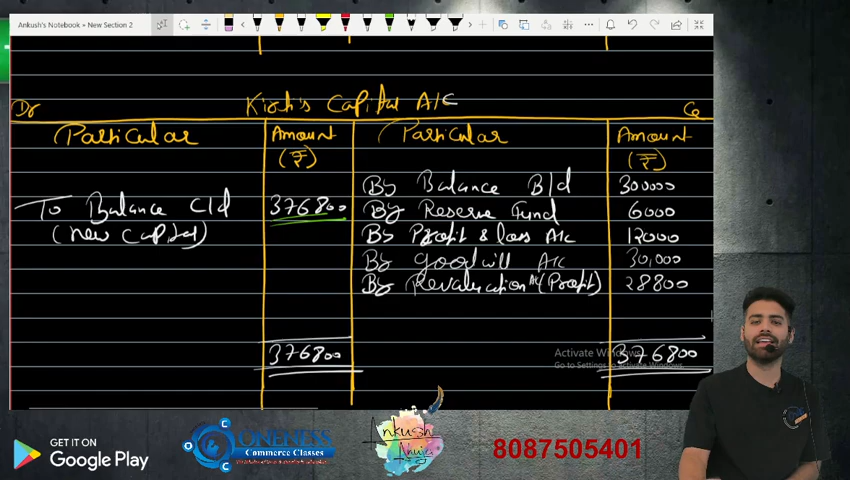 Ankush's Notebook » New Section 2
Dr Kirti's Capital A/C Cr
Particular Amount (₹) Particular Amount (₹)
By Balance B/d 30000
To Balance C/d 376800 By Reserve Fund 6000
(new capital) By Profit & loss A/c 12000
By Goodwill A/c 30,000
By Revaluation A/c (Profit) 28800
Activate Windows
376800 376800
Go to Settings to activate Windows.
GET IT ON
Google Play
ONENESS
Commerce Classes
Ankush
8087505401